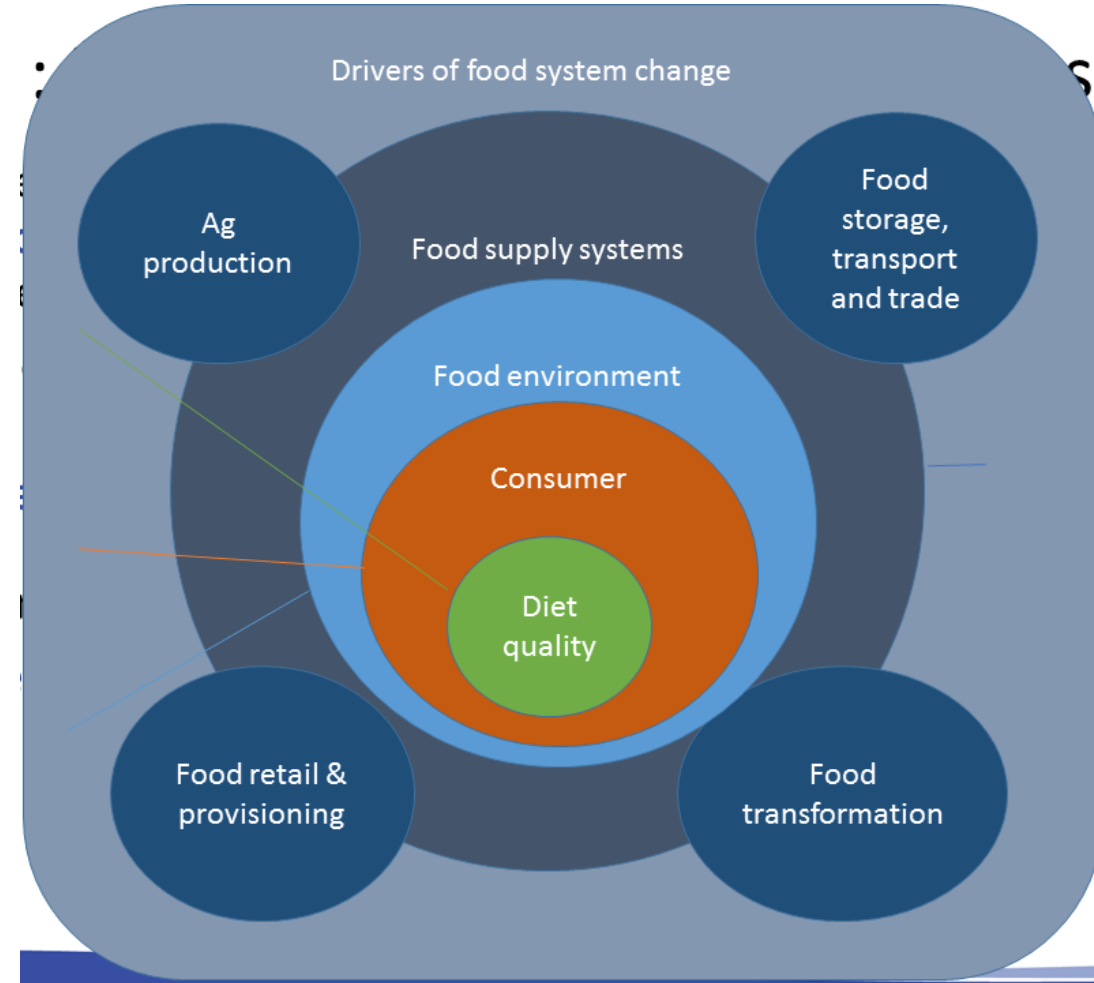 Drivers of food system change
Ag
production
Food
storage,
transport
and trade
Food supply systems
Food environment
Consumer
Diet
quality
Food retail &
provisioning
Food
transformation